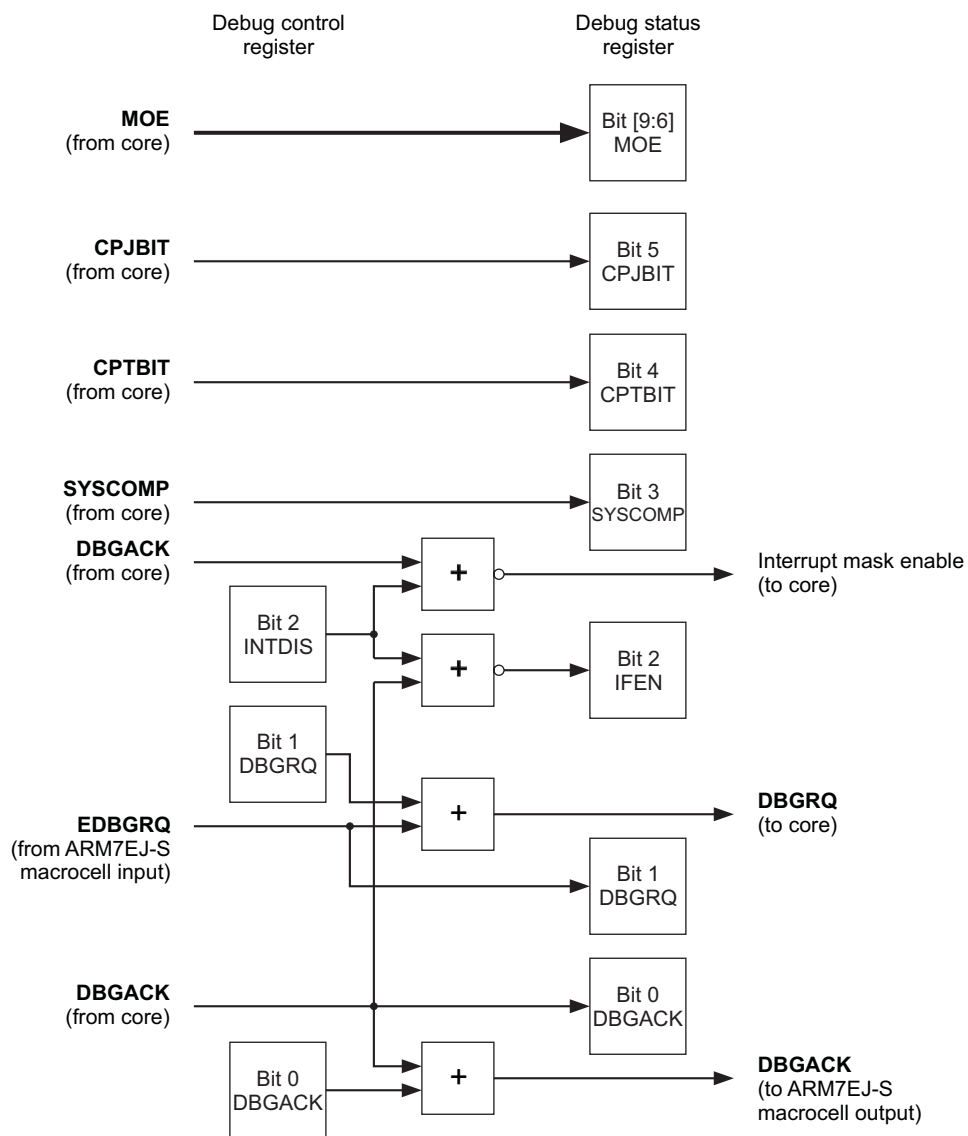 Debug control
register
Debug status
register
MOE
(from core)
Bit [9:6]
MOE
CPJBIT
(from core)
Bit 5
CPJBIT
CPTBIT
(from core)
Bit 4
CPTBIT
SYSCOMP
(from core)
Bit 3
SYSCOMP
DBGACK
(from core)
+
Interrupt mask enable
(to core)
Bit 2
INTDIS
+
Bit 2
IFEN
Bit 1
DBGRQ
+
DBGRQ
(to core)
EDBGRQ
(from ARM7EJ-S
macrocell input)
Bit 1
DBGRQ
DBGACK
(from core)
Bit 0
DBGACK
Bit 0
DBGACK
+
DBGACK
(to ARM7EJ-S
macrocell output)